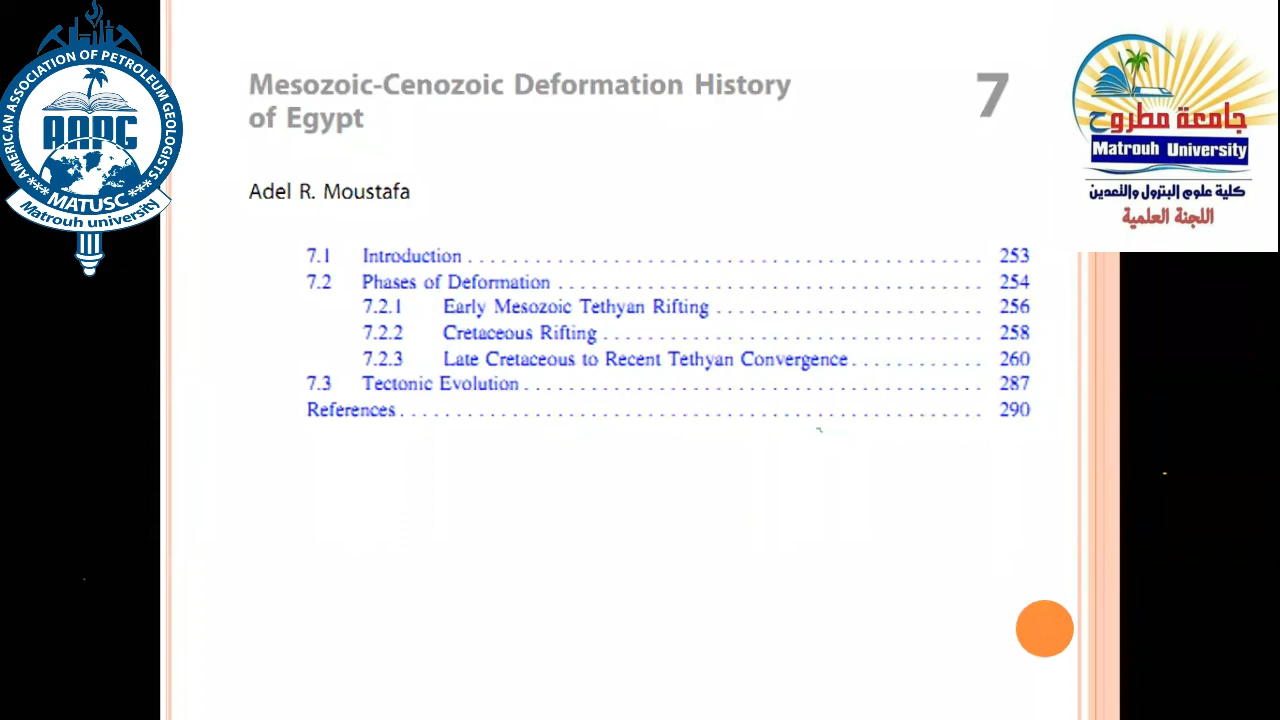 AMERICAN ASSOCIATION OF PETROLEUM GEOLOGISTS
AAPG
*** MATUSC ***
Matrouh university
Mesozoic-Cenozoic Deformation History
of Egypt
7
Adel R. Moustafa
7.1 Introduction 253
7.2 Phases of Deformation 254
7.2.1 Early Mesozoic Tethyan Rifting 256
7.2.2 Cretaceous Rifting 258
7.2.3 Late Cretaceous to Recent Tethyan Convergence 260
7.3 Tectonic Evolution 287
References 290
جامعة مطروح
Matrouh University
كلية علوم البترول والتعدين
اللجنة العلمية